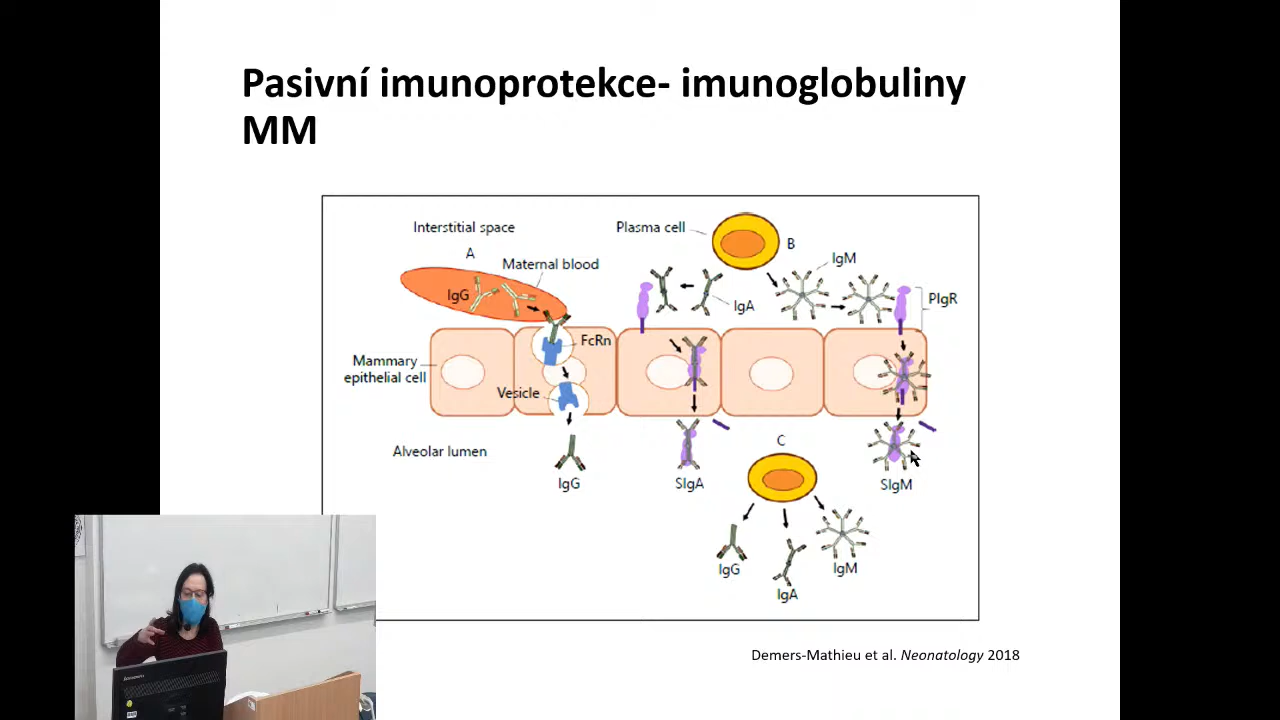 Pasivní imunoprotekce- imunoglobuliny
MM
Interstitial space
Plasma cell
A
B
Maternal blood
IgM
IgG
IgA
PIgR
FcRn
Mammary
epithelial cell
Vesicle
Alveolar lumen
C
IgG
SIgA
SIgM
IgG
IgM
IgA
Demers-Mathieu et al. Neonatology 2018